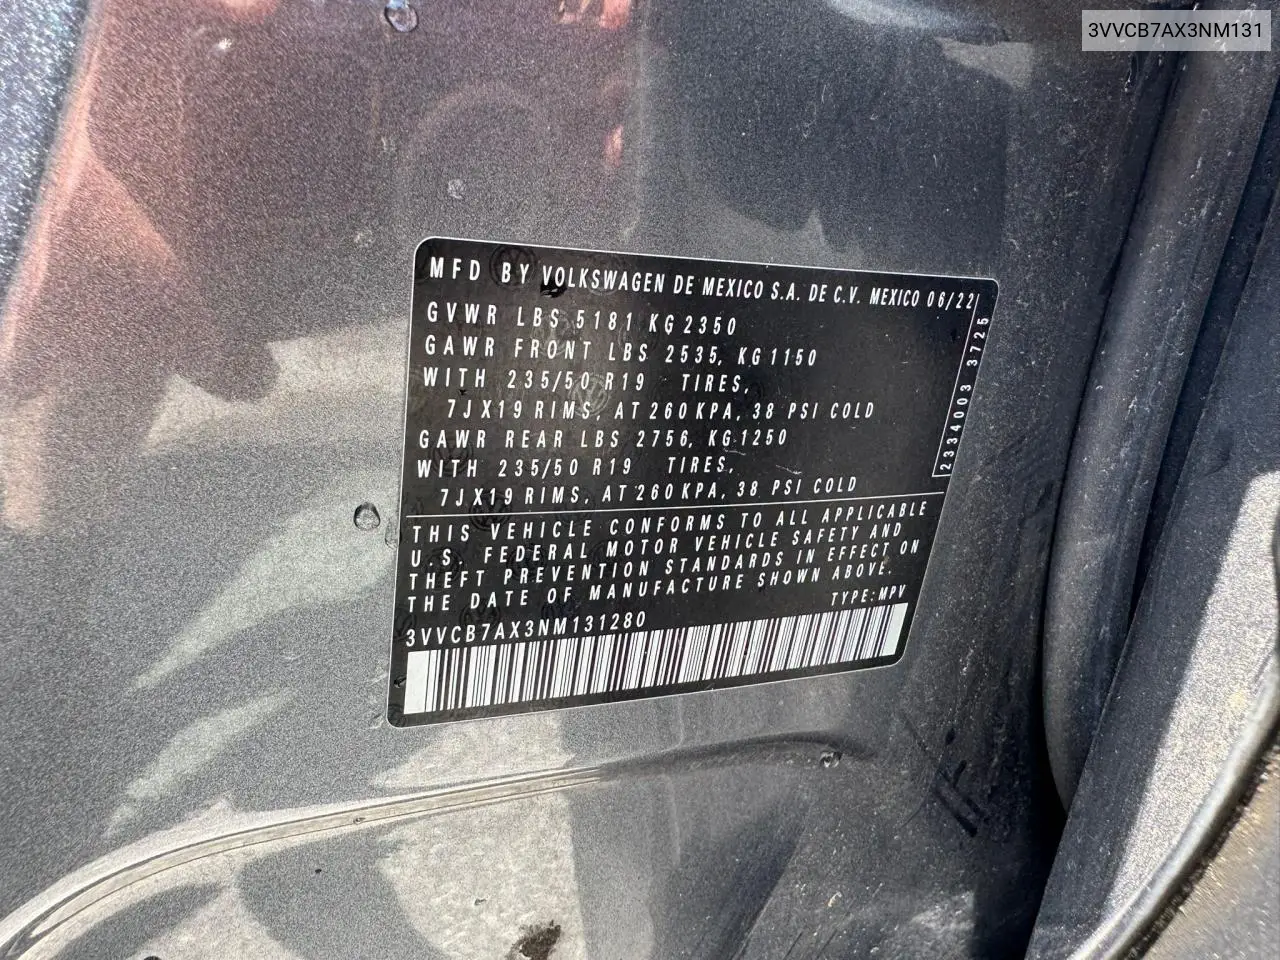 3VVCB7AX3NM131
MFD BY VOLKSWAGEN DE MEXICO S.A. DE C.V. MEXICO 06/22
GVWR LBS 5181 KG 2350
GAWR FRONT LBS 2535, KG 1150
WITH 235/50 R19 TIRES,
7JX19 RIMS, AT 260 KPA, 38 PSI COLD
GAWR REAR LBS 2756, KG 1250
WITH 235/50 R19 TIRES,
7JX19 RIMS, AT 260 KPA, 38 PSI COLD
2334003 3725
THIS VEHICLE CONFORMS TO ALL APPLICABLE
U.S. FEDERAL MOTOR VEHICLE SAFETY AND
THEFT PREVENTION STANDARDS IN EFFECT ON
THE DATE OF MANUFACTURE SHOWN ABOVE.
TYPE: MPV
3VVCB7AX3NM131280